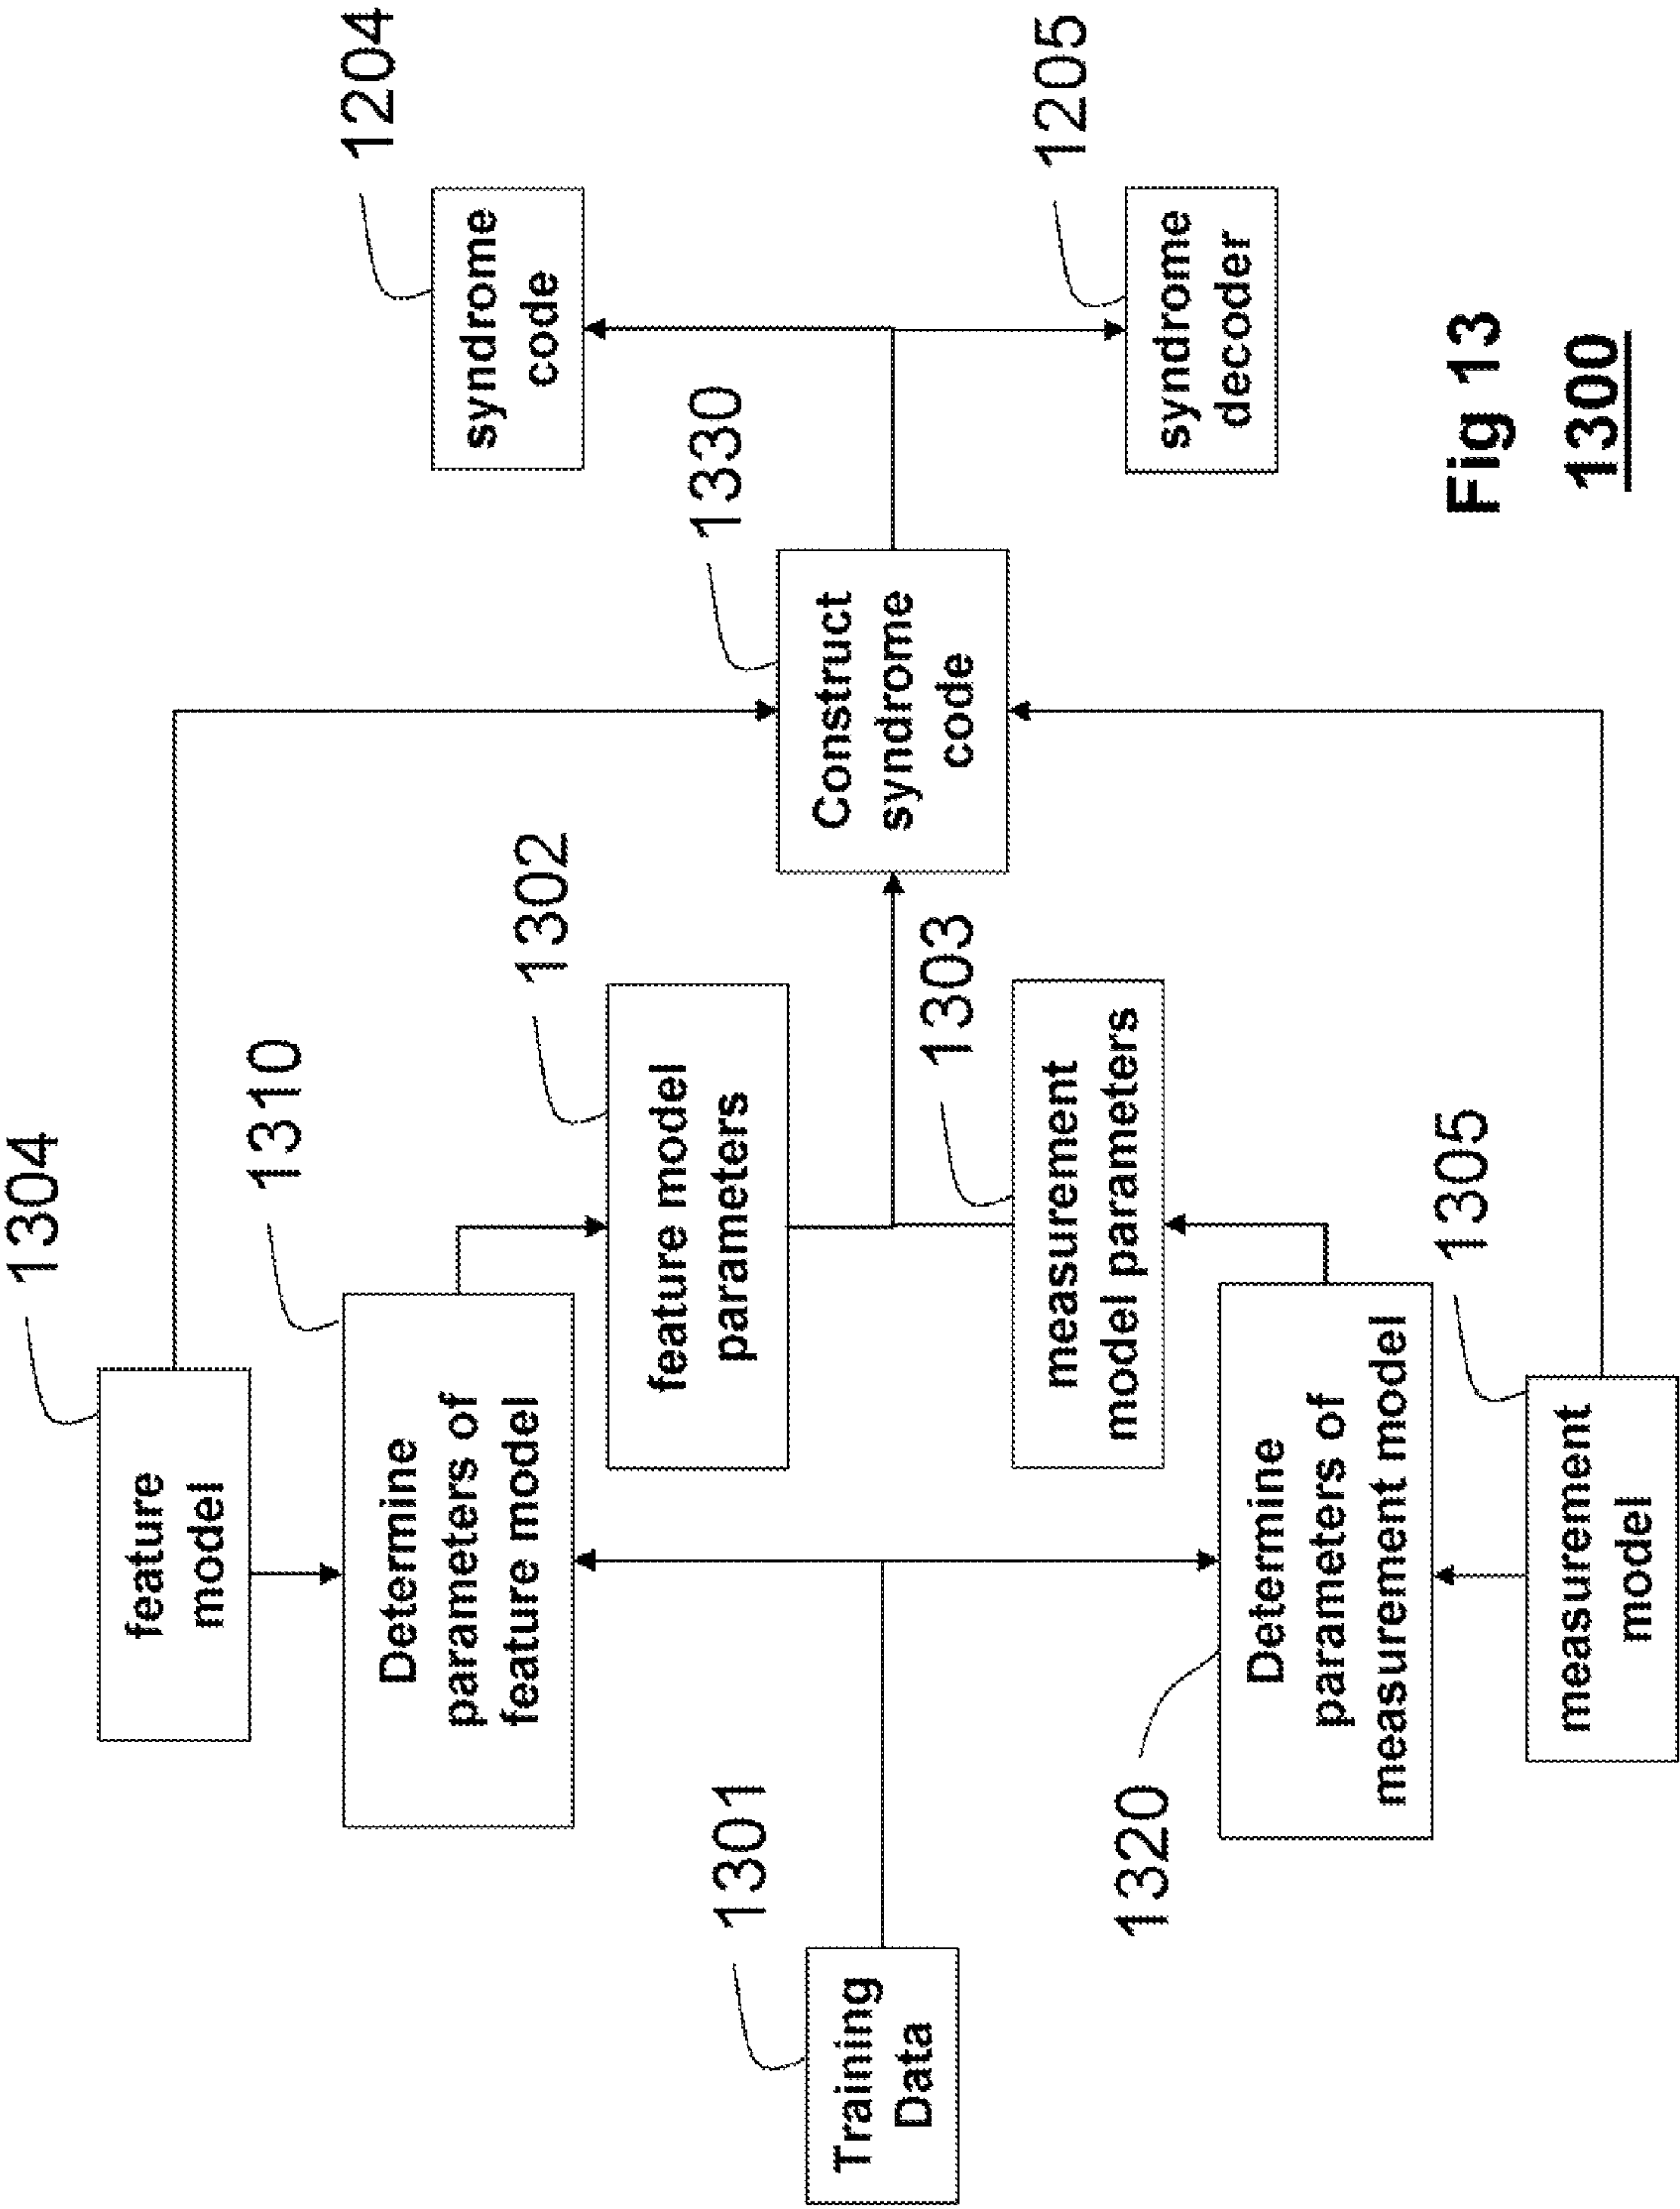 1304
feature
model
1310
Determine
parameters of
feature model
1302
feature model
parameters
1301
Training
Data
1303
measurement
model parameters
1320
Determine
parameters of
measurement model
1305
measurement
model
1330
Construct
syndrome
code
1204
syndrome
code
1205
syndrome
decoder
Fig 13
1300